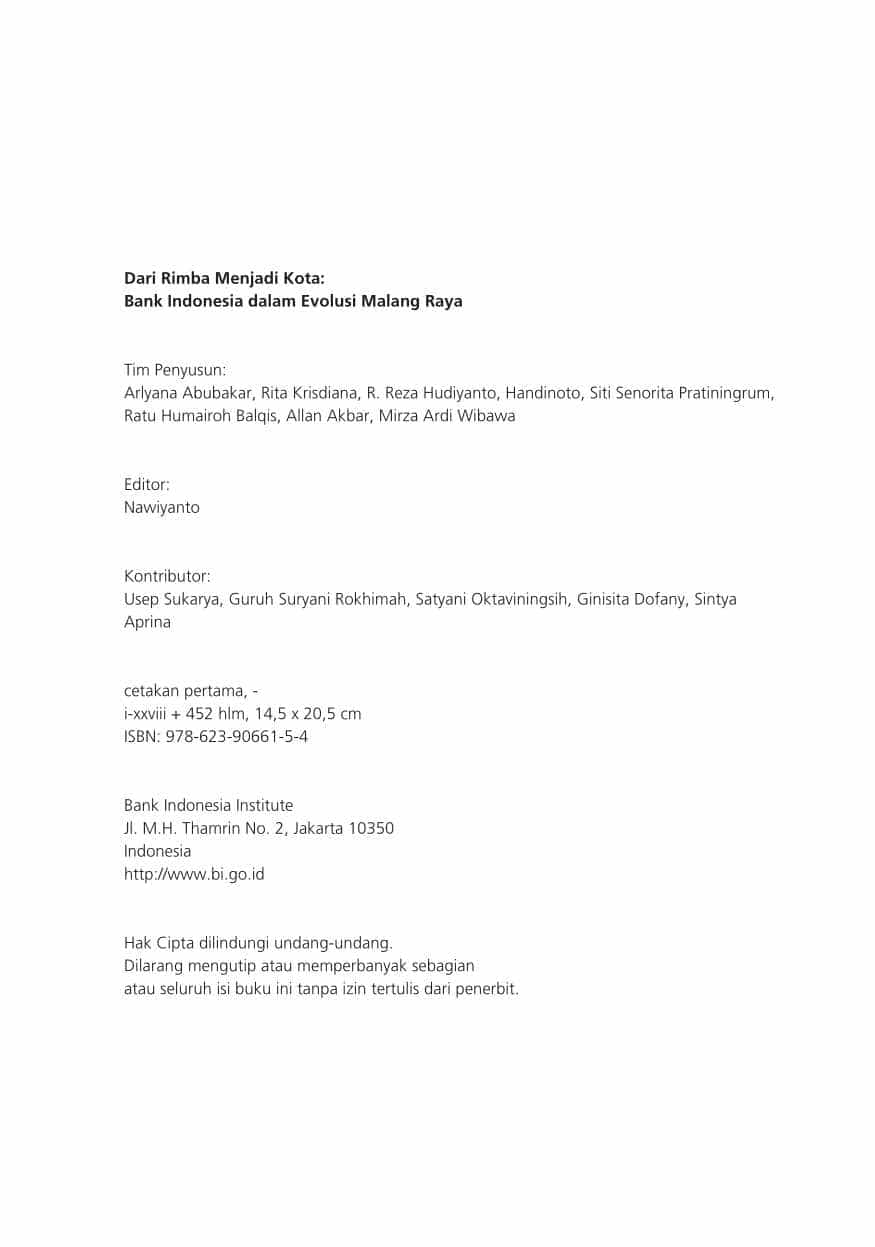 Dari Rimba Menjadi Kota:
Bank Indonesia dalam Evolusi Malang Raya
Tim Penyusun:
Arlyana Abubakar, Rita Krisdiana, R. Reza Hudiyanto, Handinoto, Siti Senorita Pratiningrum,
Ratu Humairoh Balqis, Allan Akbar, Mirza Ardi Wibawa
Editor:
Nawiyanto
Kontributor:
Usep Sukarya, Guruh Suryani Rokhimah, Satyani Oktaviningsih, Ginisita Dofany, Sintya
Aprina
cetakan pertama, -
i-xxviii + 452 hlm, 14,5 x 20,5 cm
ISBN: 978-623-90661-5-4
Bank Indonesia Institute
Jl. M.H. Thamrin No. 2, Jakarta 10350
Indonesia
http://www.bi.go.id
Hak Cipta dilindungi undang-undang.
Dilarang mengutip atau memperbanyak sebagian
atau seluruh isi buku ini tanpa izin tertulis dari penerbit.